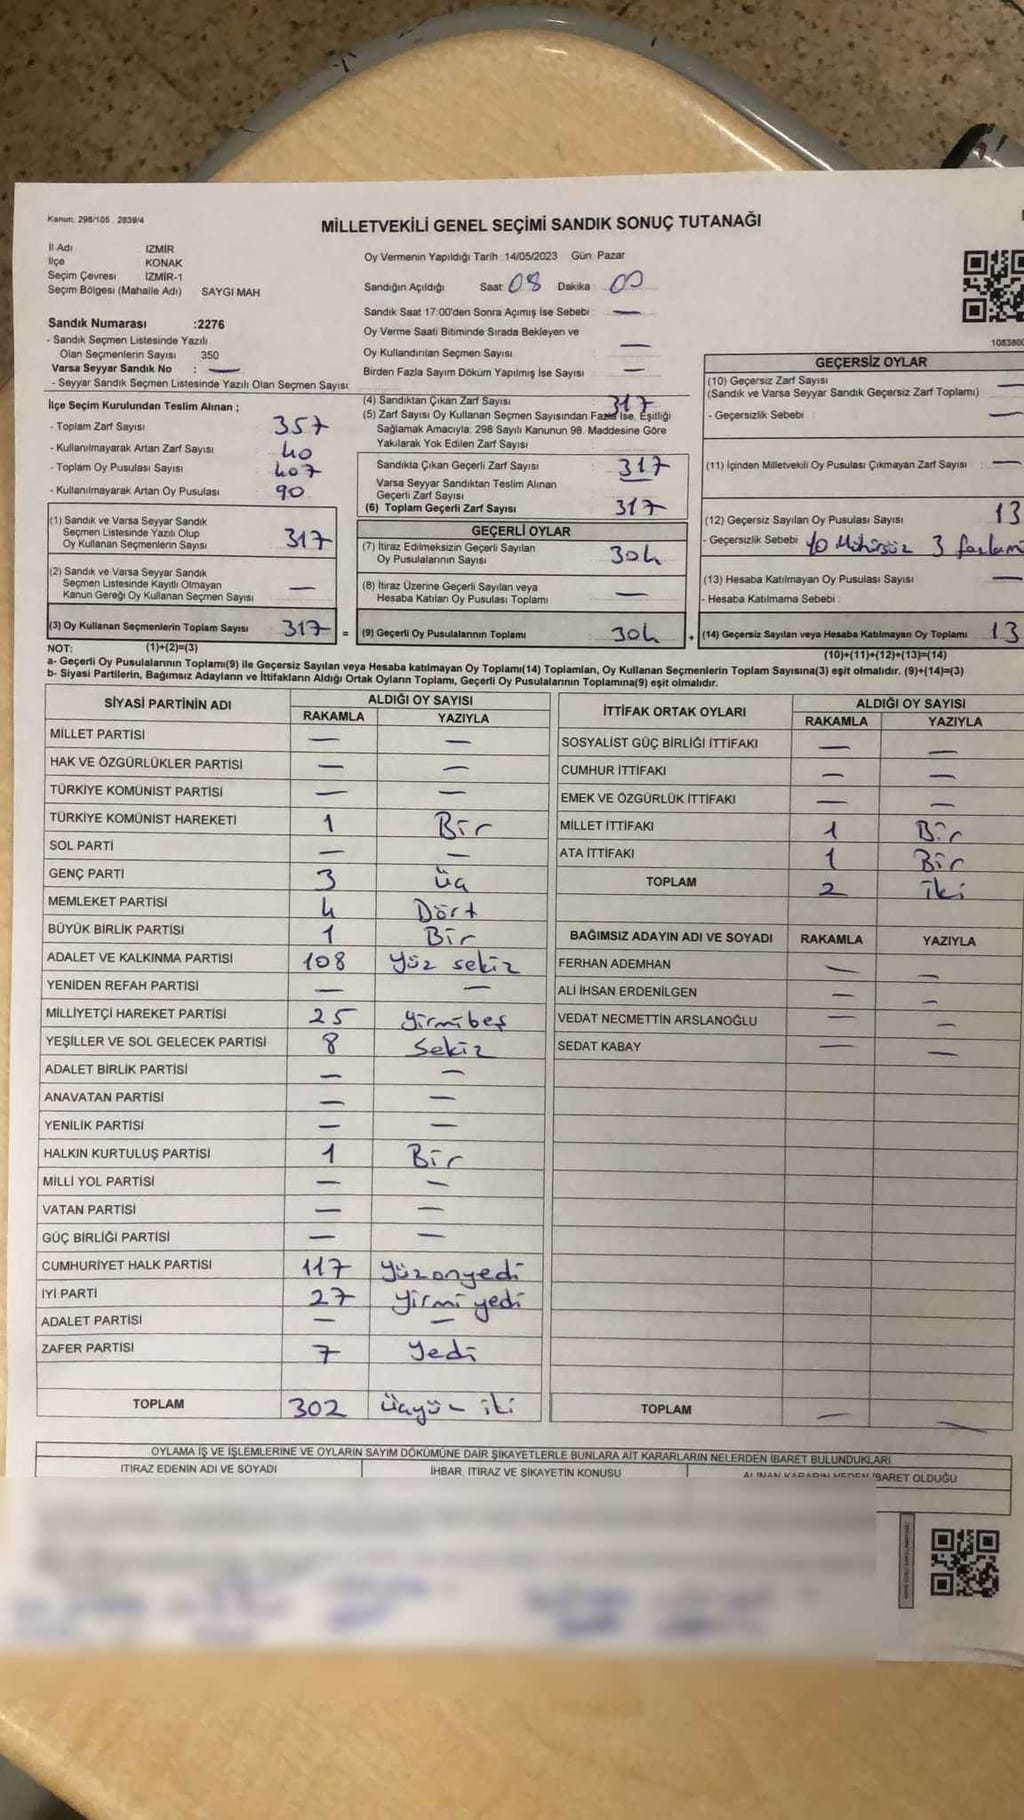 Kanun: 298/105 2839/4
MİLLETVEKİLİ GENEL SEÇİMİ SANDIK SONUÇ TUTANAĞI
İl Adı İZMİR
İlçe KONAK
Seçim Çevresi İZMİR-1
Seçim Bölgesi (Mahalle Adı) SAYGI MAH
Sandık Numarası :2276
- Sandık Seçmen Listesinde Yazılı
Olan Seçmenlerin Sayısı 350
Varsa Seyyar Sandık No : —
- Seyyar Sandık Seçmen Listesinde Yazılı Olan Seçmen Sayısı:
Oy Vermenin Yapıldığı Tarih :14/05/2023 Gün: Pazar
Sandığın Açıldığı Saat: 08 Dakika : 00
Sandık Saat 17:00'den Sonra Açılmış İse Sebebi : —
Oy Verme Saati Bitiminde Sırada Bekleyen ve
Oy Kullandırılan Seçmen Sayısı : —
Birden Fazla Sayım Döküm Yapılmış İse Sayısı : —
İlçe Seçim Kurulundan Teslim Alınan ;
- Toplam Zarf Sayısı : 357
- Kullanılmayarak Artan Zarf Sayısı : 40
- Toplam Oy Pusulası Sayısı : 407
- Kullanılmayarak Artan Oy Pusulası : 90
(4) Sandıktan Çıkan Zarf Sayısı : 317
(5) Zarf Sayısı Oy Kullanan Seçmen Sayısından Fazla İse, Eşitliği
Sağlamak Amacıyla; 298 Sayılı Kanunun 98. Maddesine Göre
Yakılarak Yok Edilen Zarf Sayısı
Sandıkta Çıkan Geçerli Zarf Sayısı : 317
Varsa Seyyar Sandıktan Teslim Alınan
Geçerli Zarf Sayısı
(6) Toplam Geçerli Zarf Sayısı : 317
108380
GEÇERSİZ OYLAR
(10) Geçersiz Zarf Sayısı : —
(Sandık ve Varsa Seyyar Sandık Geçersiz Zarf Toplamı)
- Geçersizlik Sebebi : —
(11) İçinden Milletvekili Oy Pusulası Çıkmayan Zarf Sayısı : —
(12) Geçersiz Sayılan Oy Pusulası Sayısı : 13
- Geçersizlik Sebebi : 10 Mühürsüz 3
(13) Hesaba Katılmayan Oy Pusulası Sayısı : —
- Hesaba Katılmama Sebebi :
(14) Geçersiz Sayılan veya Hesaba Katılmayan Oy Toplamı : 13
(10)+(11)+(12)+(13)=(14)
(1) Sandık ve Varsa Seyyar Sandık
Seçmen Listesinde Yazılı Olup
Oy Kullanan Seçmenlerin Sayısı : 317
(2) Sandık ve Varsa Seyyar Sandık
Seçmen Listesinde Kayıtlı Olmayan
Kanun Gereği Oy Kullanan Seçmen Sayısı : —
(3) Oy Kullanan Seçmenlerin Toplam Sayısı : 317 =
GEÇERLİ OYLAR
(7) İtiraz Edilmeksizin Geçerli Sayılan
Oy Pusulalarının Sayısı : 304
(8) İtiraz Üzerine Geçerli Sayılan veya
Hesaba Katılan Oy Pusulası Toplamı : —
(9) Geçerli Oy Pusulalarının Toplamı : 304 +
NOT: (1)+(2)=(3)
a- Geçerli Oy Pusulalarının Toplamı(9) ile Geçersiz Sayılan veya Hesaba katılmayan Oy Toplamı(14) Toplamları, Oy Kullanan Seçmenlerin Toplam Sayısına(3) eşit olmalıdır. (9)+(14)=(3)
b- Siyasi Partilerin, Bağımsız Adayların ve İttifakların Aldığı Ortak Oyların Toplamı, Geçerli Oy Pusulalarının Toplamına(9) eşit olmalıdır.
SİYASİ PARTİNİN ADI ALDIĞI OY SAYISI
RAKAMLA YAZIYLA
MİLLET PARTİSİ — —
HAK VE ÖZGÜRLÜKLER PARTİSİ — —
TÜRKİYE KOMÜNİST PARTİSİ — —
TÜRKİYE KOMÜNİST HAREKETİ 1 Bir
SOL PARTİ — —
GENÇ PARTİ 3 Üç
MEMLEKET PARTİSİ 4 Dört
BÜYÜK BİRLİK PARTİSİ 1 Bir
ADALET VE KALKINMA PARTİSİ 108 Yüz sekiz
YENİDEN REFAH PARTİSİ — —
MİLLİYETÇİ HAREKET PARTİSİ 25 Yirmibeş
YEŞİLLER VE SOL GELECEK PARTİSİ 8 Sekiz
ADALET BİRLİK PARTİSİ — —
ANAVATAN PARTİSİ — —
YENİLİK PARTİSİ — —
HALKIN KURTULUŞ PARTİSİ 1 Bir
MİLLİ YOL PARTİSİ — —
VATAN PARTİSİ — —
GÜÇ BİRLİĞİ PARTİSİ — —
CUMHURİYET HALK PARTİSİ 117 Yüzonyedi
İYİ PARTİ 27 Yirmi yedi
ADALET PARTİSİ — —
ZAFER PARTİSİ 7 Yedi
TOPLAM 302 Üçyüz iki
İTTİFAK ORTAK OYLARI ALDIĞI OY SAYISI
RAKAMLA YAZIYLA
SOSYALİST GÜÇ BİRLİĞİ İTTİFAKI — —
CUMHUR İTTİFAKI — —
EMEK VE ÖZGÜRLÜK İTTİFAKI — —
MİLLET İTTİFAKI 1 Bir
ATA İTTİFAKI 1 Bir
TOPLAM 2 İki
BAĞIMSIZ ADAYIN ADI VE SOYADI RAKAMLA YAZIYLA
FERHAN ADEMHAN — —
ALİ İHSAN ERDENİLGEN — —
VEDAT NECMETTİN ARSLANOĞLU — —
SEDAT KABAY — —
TOPLAM — —
OYLAMA İŞ VE İŞLEMLERİNE VE OYLARIN SAYIM DÖKÜMÜNE DAİR ŞİKAYETLERLE BUNLARA AİT KARARLARIN NELERDEN İBARET BULUNDUKLARI
İTİRAZ EDENİN ADI VE SOYADI İHBAR, İTİRAZ VE ŞİKAYETİN KONUSU ALINAN KARARIN NEDEN İBARET OLDUĞU